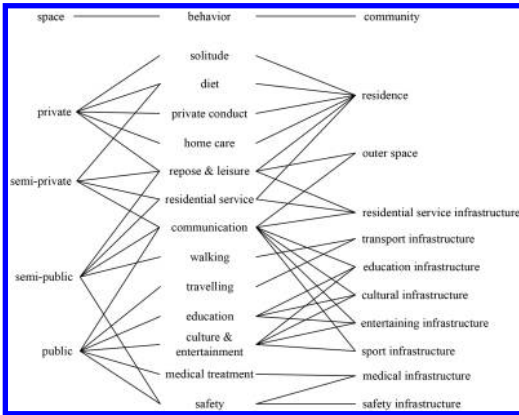 space behavior community
solitude
diet
private conduct
home care
repose & leisure
residential service
communication
walking
travelling
education
culture &
entertainment
medical treatment
safety
private
semi-private
semi-public
public
residence
outer space
residential service infrastructure
transport infrastructure
education infrastructure
cultural infrastructure
entertaining infrastructure
sport infrastructure
medical infrastructure
safety infrastructure